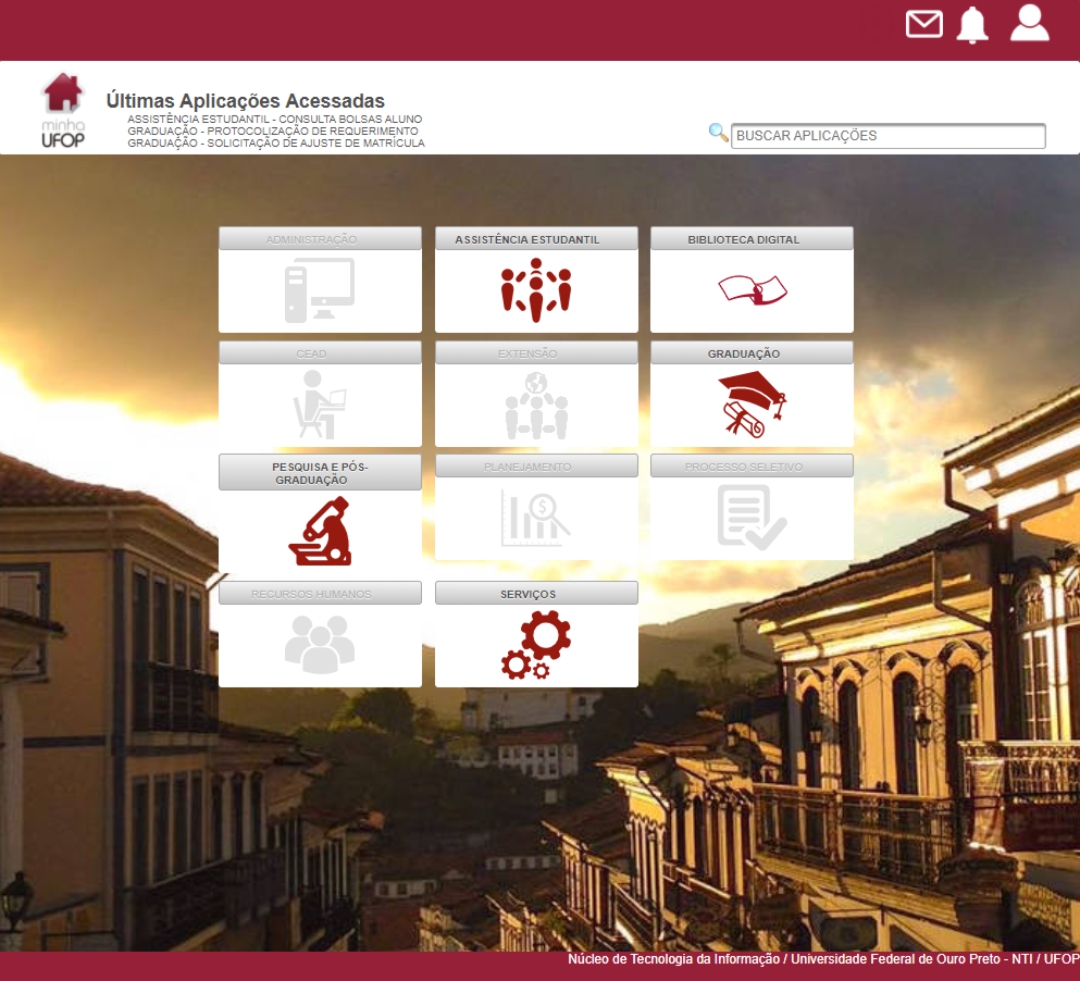 Últimas Aplicações Acessadas
ASSISTÊNCIA ESTUDANTIL - CONSULTA BOLSAS ALUNO
GRADUAÇÃO - PROTOCOLIZAÇÃO DE REQUERIMENTO
GRADUAÇÃO - SOLICITAÇÃO DE AJUSTE DE MATRÍCULA
minha
UFOP
BUSCAR APLICAÇÕES
ADMINISTRAÇÃO
ASSISTÊNCIA ESTUDANTIL
BIBLIOTECA DIGITAL
CEAD
EXTENSÃO
GRADUAÇÃO
PESQUISA E PÓS-
GRADUAÇÃO
PLANEJAMENTO
$
PROCESSO SELETIVO
RECURSOS HUMANOS
SERVIÇOS
Núcleo de Tecnologia da Informação / Universidade Federal de Ouro Preto - NTI / UFOP